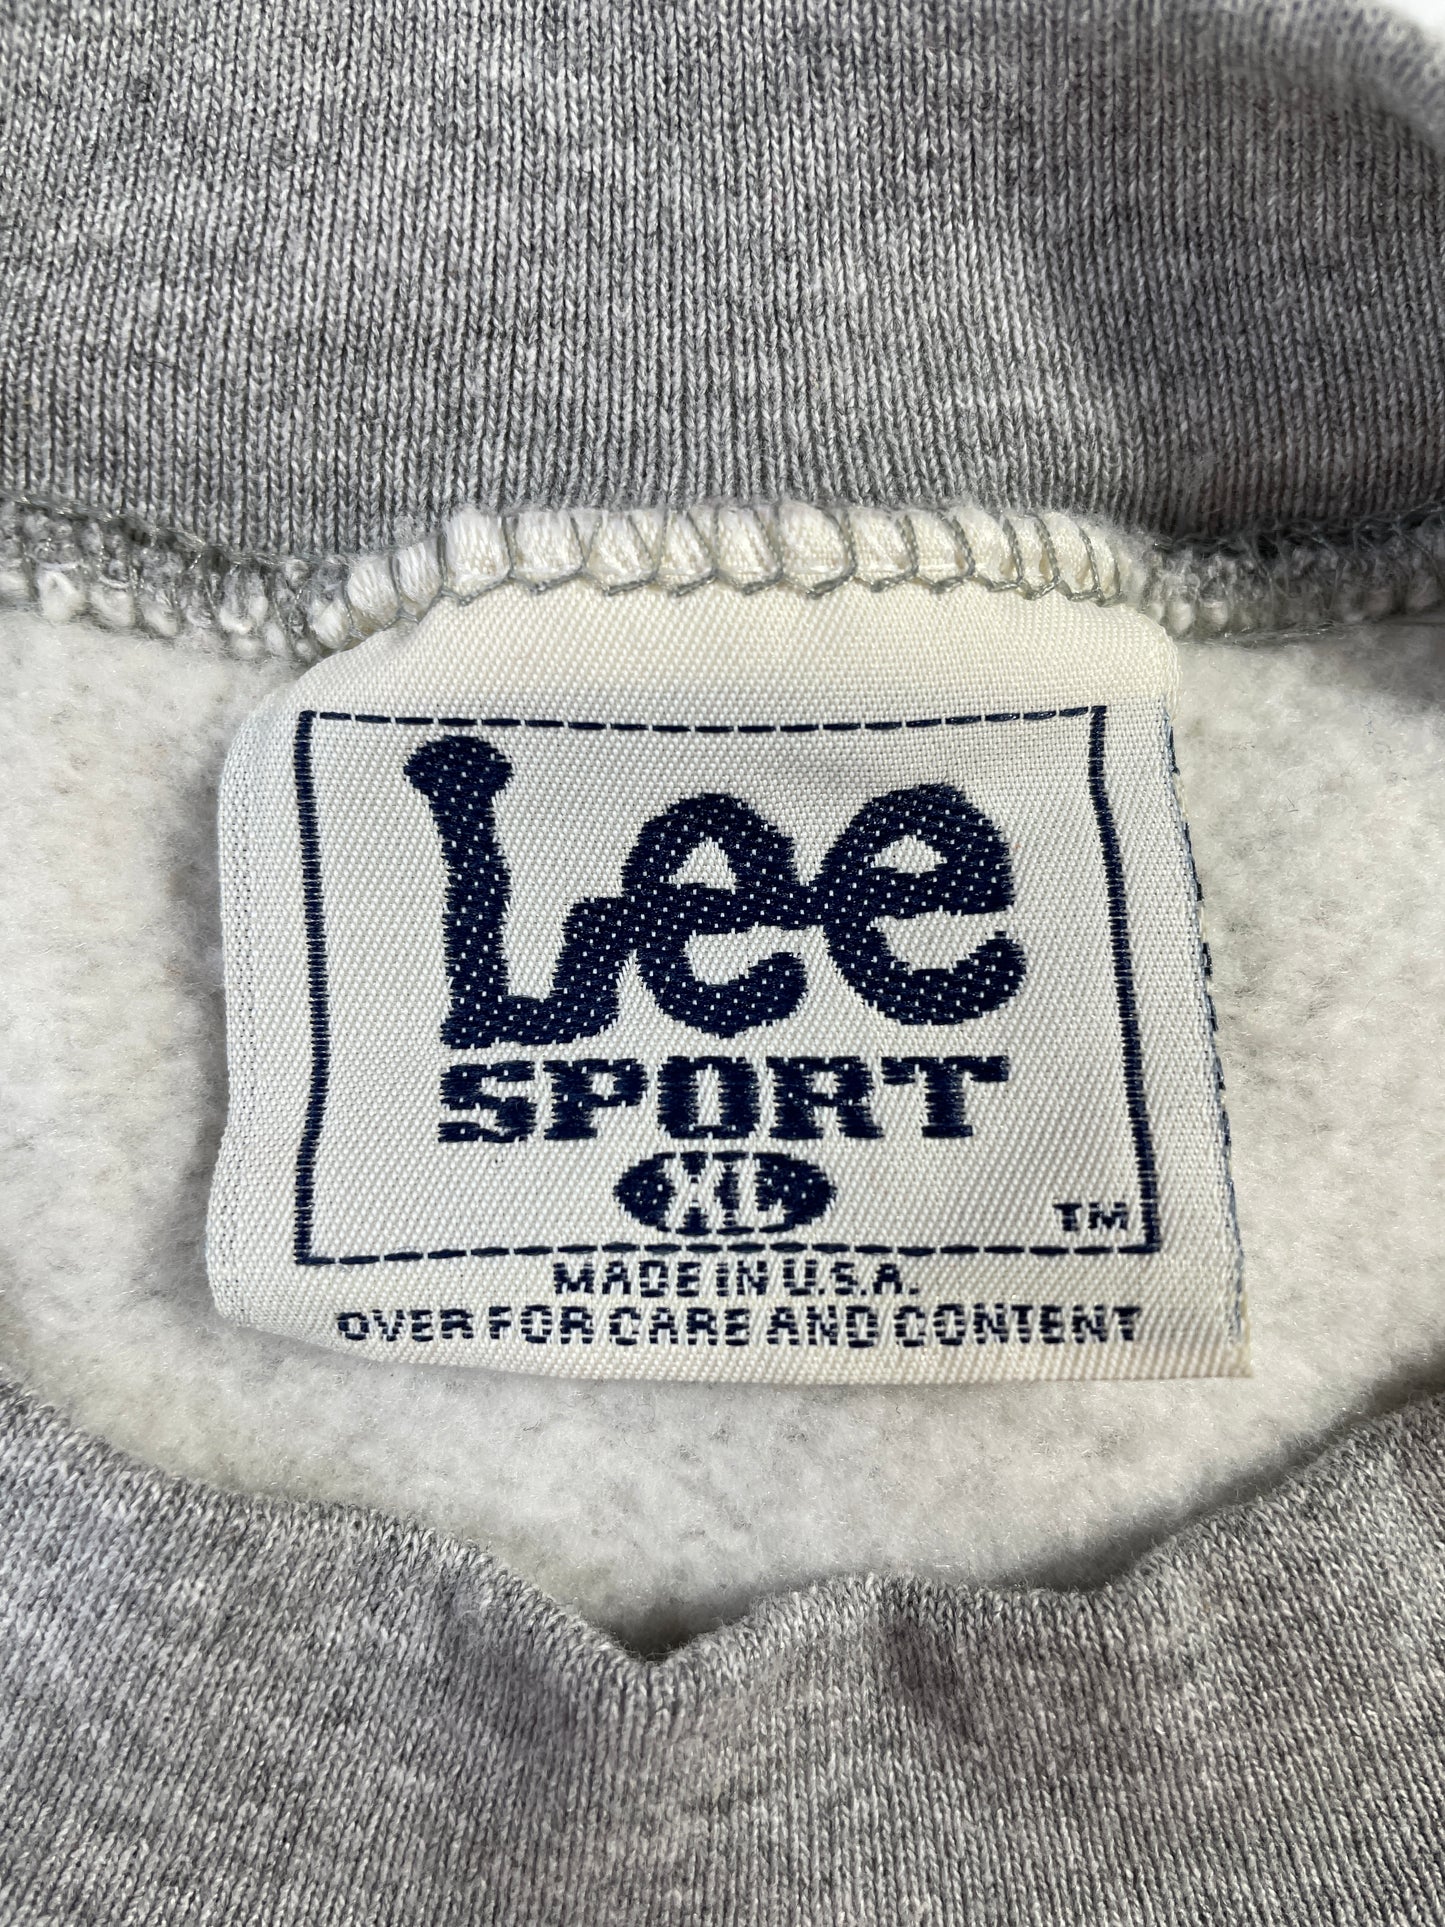 Lee
SPORT
XL
TM
MADE IN U.S.A.
OVER FOR CARE AND CONTENT